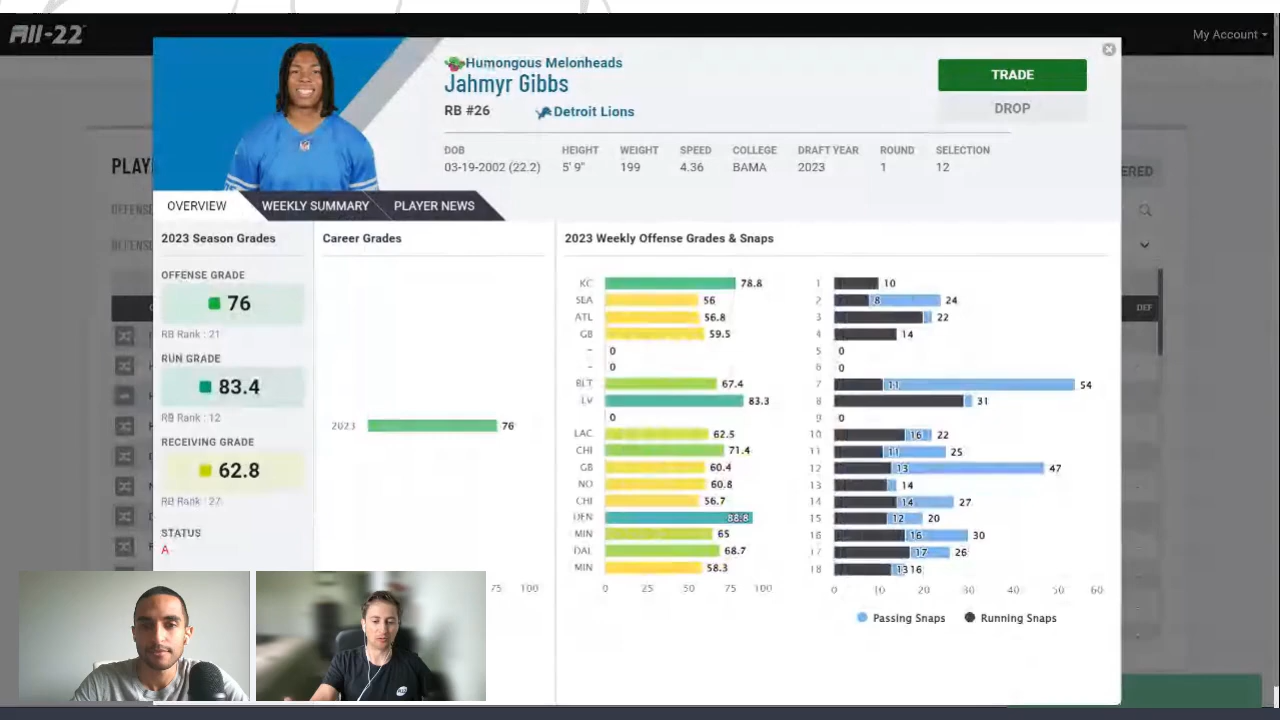 All-22
My Account
PLAY
ERED
OFFENSE
DEFENSE
DEF
Humongous Melonheads
Jahmyr Gibbs
RB #26
Detroit Lions
TRADE
DROP
DOB HEIGHT WEIGHT SPEED COLLEGE DRAFT YEAR ROUND SELECTION
03-19-2002 (22.2) 5' 9" 199 4.36 BAMA 2023 1 12
OVERVIEW WEEKLY SUMMARY PLAYER NEWS
2023 Season Grades
OFFENSE GRADE
76
RB Rank : 21
RUN GRADE
83.4
RB Rank : 12
RECEIVING GRADE
62.8
RB Rank : 27
STATUS
A
Career Grades
2023 76
75 100
2023 Weekly Offense Grades & Snaps
KC 78.8 1 10
SEA 56 2 8 24
ATL 56.8 3 22
GB 59.5 4 14
- 0 5 0
- 0 6 0
BLT 67.4 7 11 54
LV 83.3 8 31
0 9 0
LAC 62.5 10 16 22
CHI 71.4 11 11 25
GB 60.4 12 13 47
NO 60.8 13 14
CHI 56.7 14 14 27
DEN 88.8 15 12 20
MIN 65 16 16 30
DAL 68.7 17 17 26
MIN 58.3 18 13 16
0 25 50 75 100 0 10 20 30 40 50 60
Passing Snaps Running Snaps